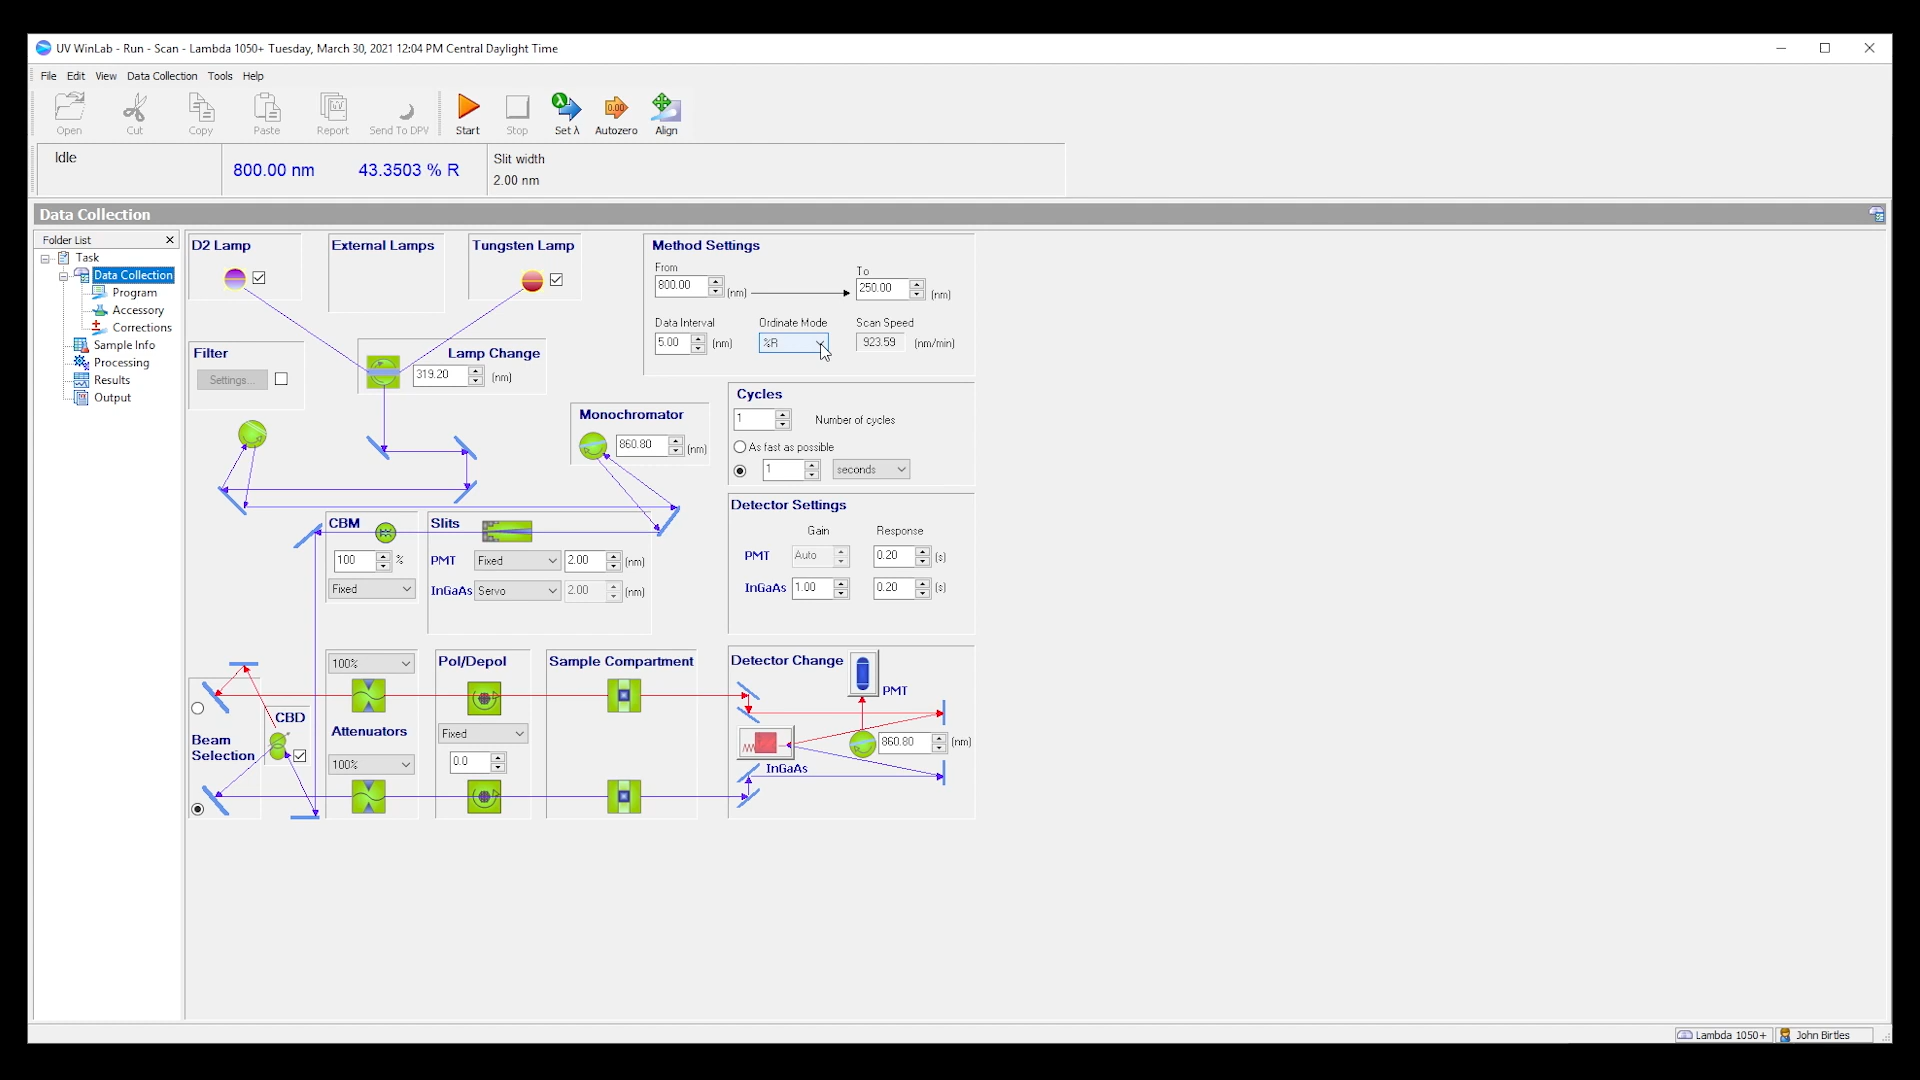 UV WinLab - Run - Scan - Lambda 1050+ Tuesday, March 30, 2021 12:04 PM Central Daylight Time
File Edit View Data Collection Tools Help
Open Cut Copy Paste Report Send To DPV Start Stop Set λ Autozero Align
0.00
Idle
800.00 nm 43.3503 % R
Slit width
2.00 nm
Data Collection
Folder List
Task
Data Collection
Program
Accessory
Corrections
Sample Info
Processing
Results
Output
D2 Lamp
External Lamps
Tungsten Lamp
Filter
Settings...
Lamp Change
319.20 (nm)
Monochromator
860.80 (nm)
Method Settings
From
800.00 (nm)
To
250.00 (nm)
Data Interval Ordinate Mode Scan Speed
5.00 (nm) %R 923.59 (nm/min)
Cycles
1 Number of cycles
As fast as possible
1 seconds
CBM
100 %
Fixed
Slits
PMT Fixed 2.00 (nm)
InGaAs Servo 2.00 (nm)
Detector Settings
Gain Response
PMT Auto 0.20 (s)
InGaAs 1.00 0.20 (s)
Beam
Selection
CBD
100%
Attenuators
100%
Pol/Depol
Fixed
0.0
Sample Compartment
Detector Change
PMT
860.80 (nm)
InGaAs
Lambda 1050+ John Birtles